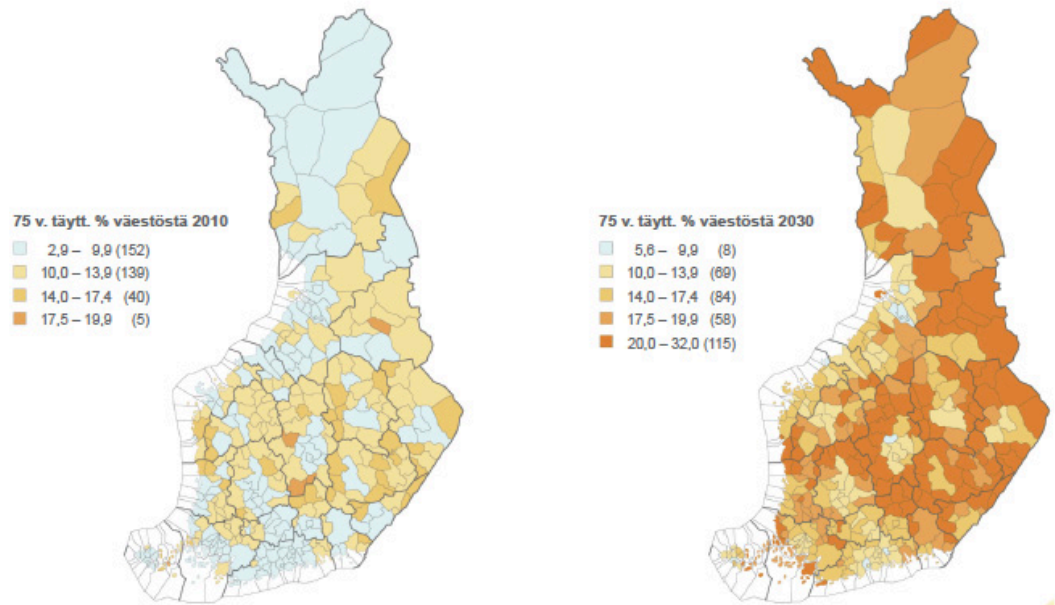 75 v. täytt. % väestöstä 2010
2,9 – 9,9 (152)
10,0 – 13,9 (139)
14,0 – 17,4 (40)
17,5 – 19,9 (5)
75 v. täytt. % väestöstä 2030
5,6 – 9,9 (8)
10,0 – 13,9 (69)
14,0 – 17,4 (84)
17,5 – 19,9 (58)
20,0 – 32,0 (115)